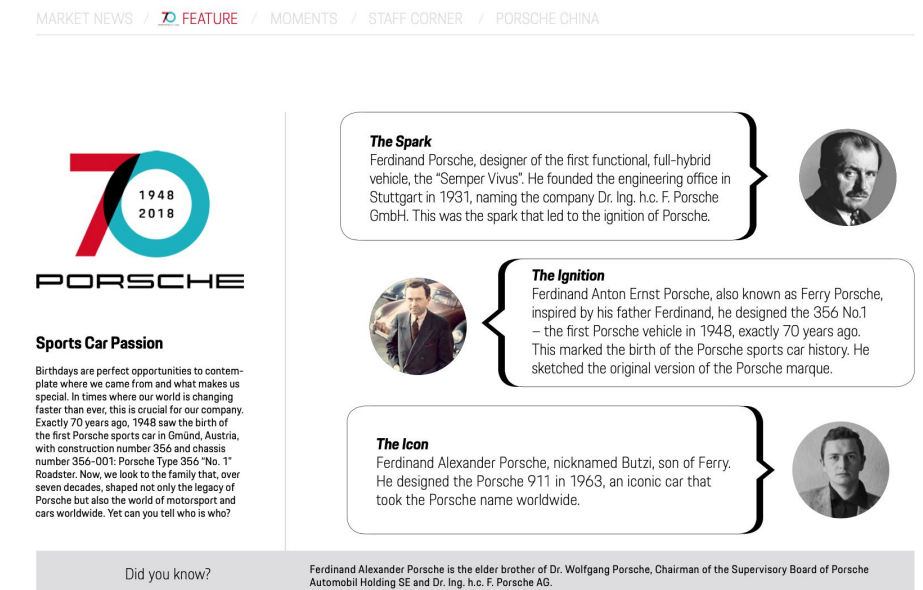 MARKET NEWS / 70 FEATURE / MOMENTS / STAFF CORNER / PORSCHE CHINA
70
1948
2018
PORSCHE
Sports Car Passion
Birthdays are perfect opportunities to contem-
plate where we came from and what makes us
special. In times where our world is changing
faster than ever, this is crucial for our company.
Exactly 70 years ago, 1948 saw the birth of
the first Porsche sports car in Gmünd, Austria,
with construction number 356 and chassis
number 356-001: Porsche Type 356 “No. 1”
Roadster. Now, we look to the family that, over
seven decades, shaped not only the legacy of
Porsche but also the world of motorsport and
cars worldwide. Yet can you tell who is who?
The Spark
Ferdinand Porsche, designer of the first functional, full-hybrid
vehicle, the “Semper Vivus”. He founded the engineering office in
Stuttgart in 1931, naming the company Dr. Ing. h.c. F. Porsche
GmbH. This was the spark that led to the ignition of Porsche.
The Ignition
Ferdinand Anton Ernst Porsche, also known as Ferry Porsche,
inspired by his father Ferdinand, he designed the 356 No.1
– the first Porsche vehicle in 1948, exactly 70 years ago.
This marked the birth of the Porsche sports car history. He
sketched the original version of the Porsche marque.
The Icon
Ferdinand Alexander Porsche, nicknamed Butzi, son of Ferry.
He designed the Porsche 911 in 1963, an iconic car that
took the Porsche name worldwide.
Did you know?
Ferdinand Alexander Porsche is the elder brother of Dr. Wolfgang Porsche, Chairman of the Supervisory Board of Porsche
Automobil Holding SE and Dr. Ing. h.c. F. Porsche AG.